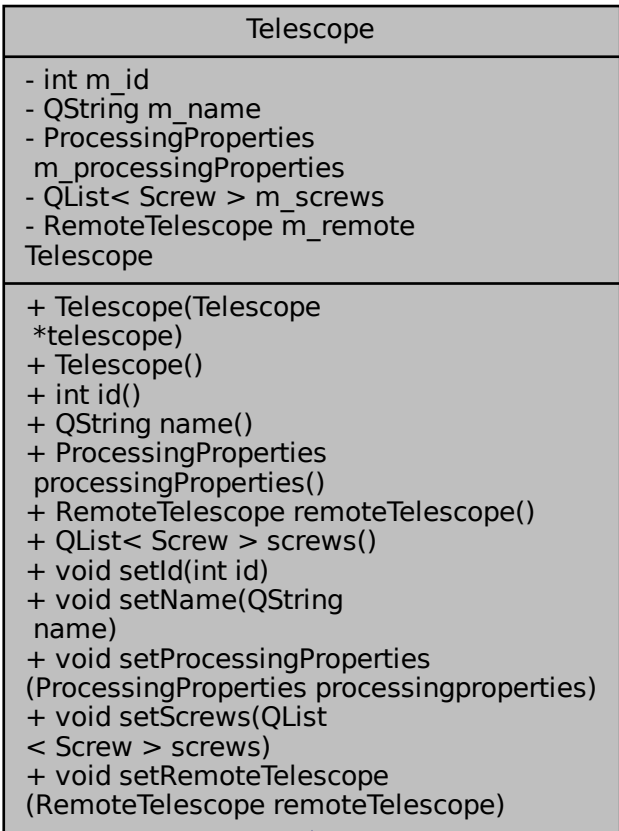 Telescope
- int m_id
- QString m_name
- ProcessingProperties
m_processingProperties
- QList< Screw > m_screws
- RemoteTelescope m_remote
Telescope
+ Telescope(Telescope
*telescope)
+ Telescope()
+ int id()
+ QString name()
+ ProcessingProperties
processingProperties()
+ RemoteTelescope remoteTelescope()
+ QList< Screw > screws()
+ void setId(int id)
+ void setName(QString
name)
+ void setProcessingProperties
(ProcessingProperties processingproperties)
+ void setScrews(QList
< Screw > screws)
+ void setRemoteTelescope
(RemoteTelescope remoteTelescope)